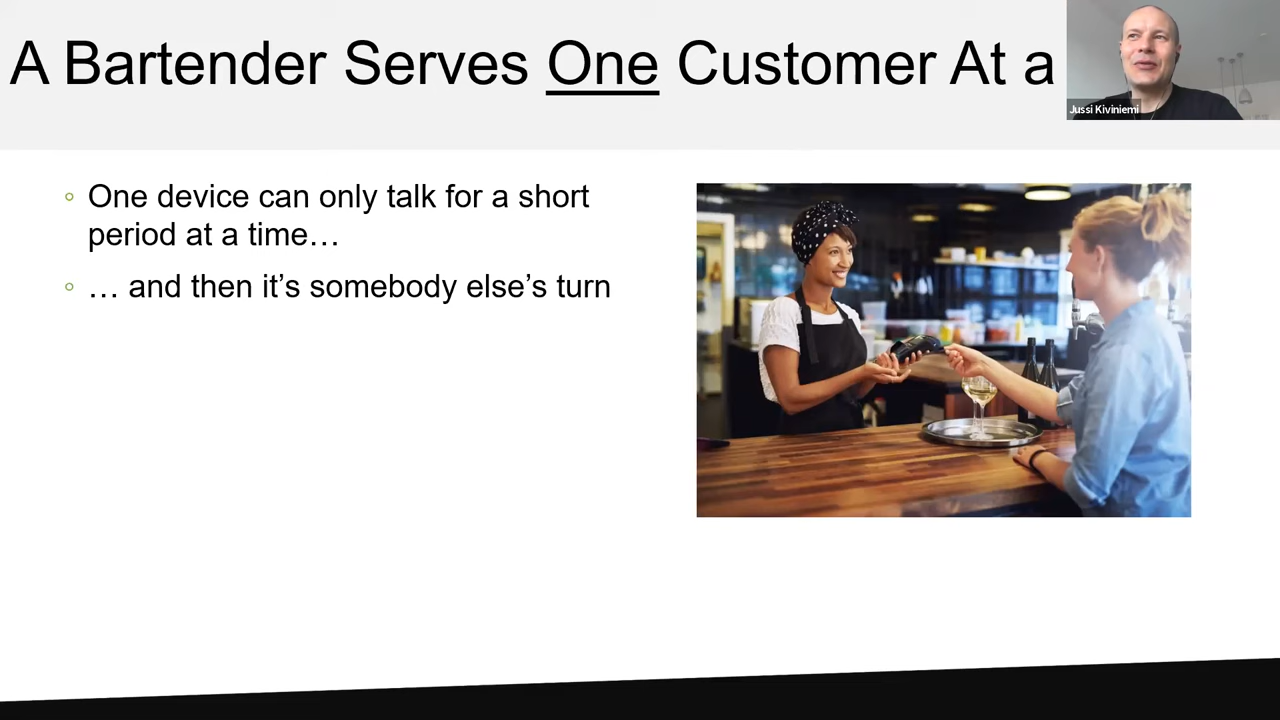 A Bartender Serves One Customer At a
Jussi Kiviniemi
One device can only talk for a short
period at a time…
… and then it’s somebody else’s turn